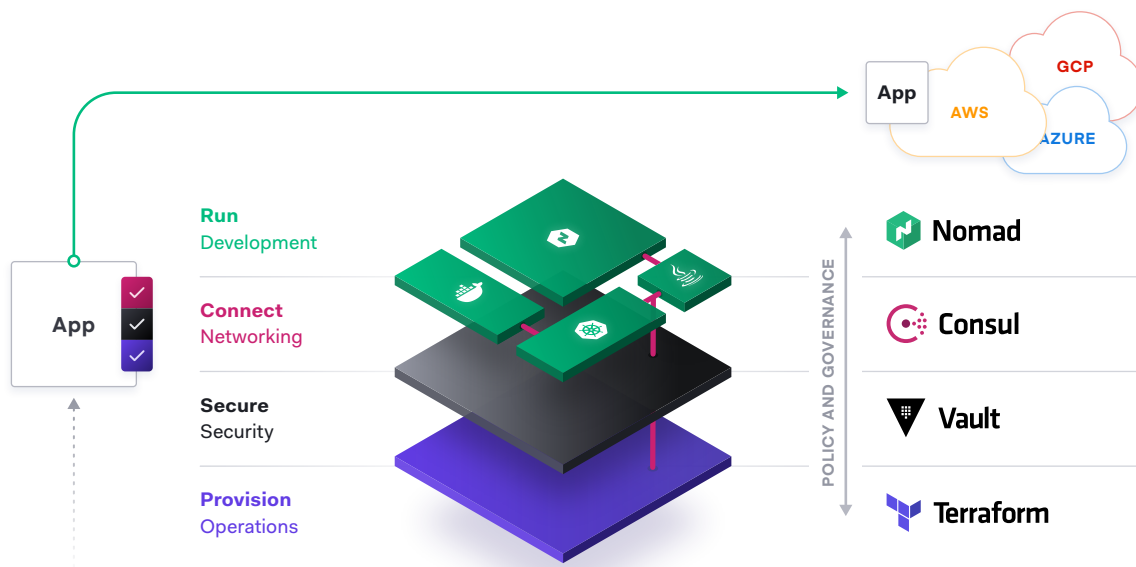 App
AWS
GCP
AZURE
Run
Development
Connect
Networking
Secure
Security
Provision
Operations
App
POLICY AND GOVERNANCE
Nomad
Consul
Vault
Terraform